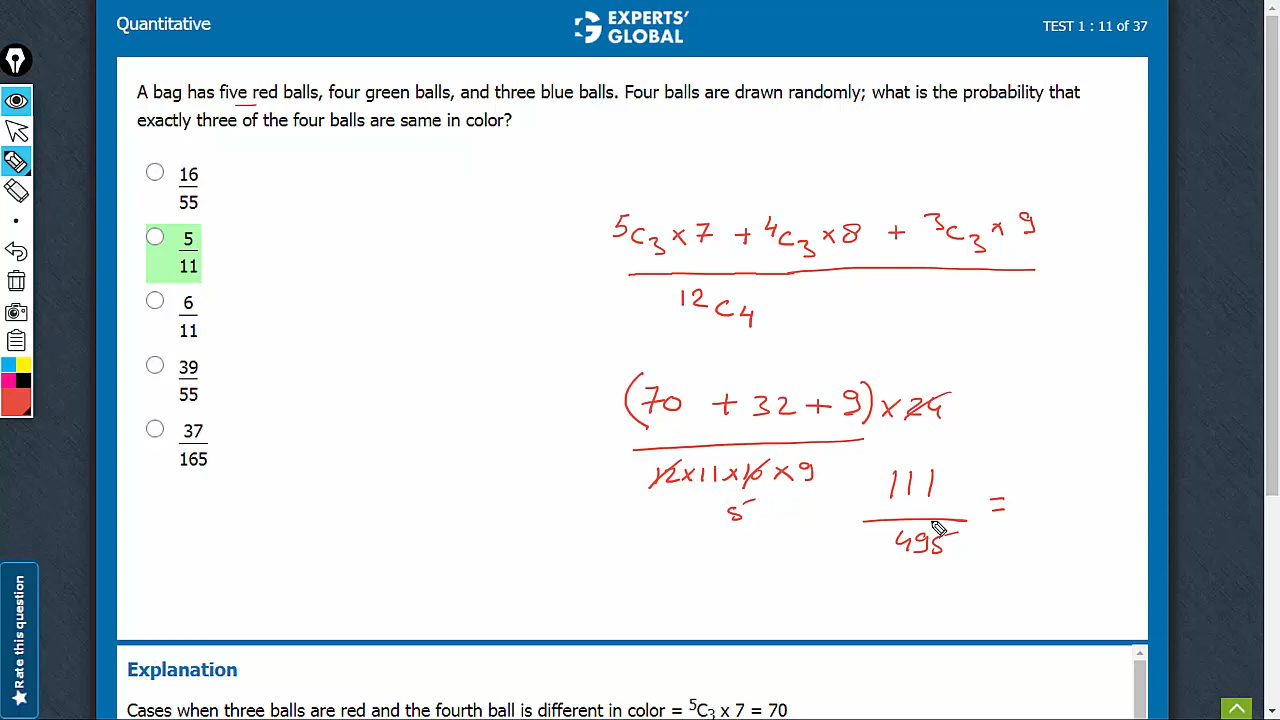 Quantitative
EXPERTS'
GLOBAL
TEST 1 : 11 of 37
A bag has five red balls, four green balls, and three blue balls. Four balls are drawn randomly; what is the probability that
exactly three of the four balls are same in color?
16
55
5
11
6
11
39
55
37
165
⁵C₃ × 7 + ⁴C₃ × 8 + ³C₃ × 9
¹²C₄
(70 + 32 + 9) × 24
12 × 11 × 10 × 9
5
111
495
=
Rate this question
Explanation
Cases when three balls are red and the fourth ball is different in color = ⁵C₃ x 7 = 70